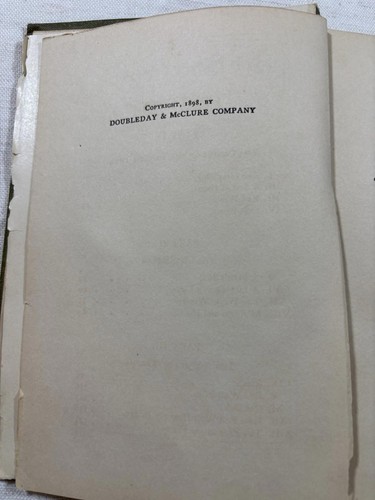 Copyright, 1898, by
DOUBLEDAY & McCLURE COMPANY